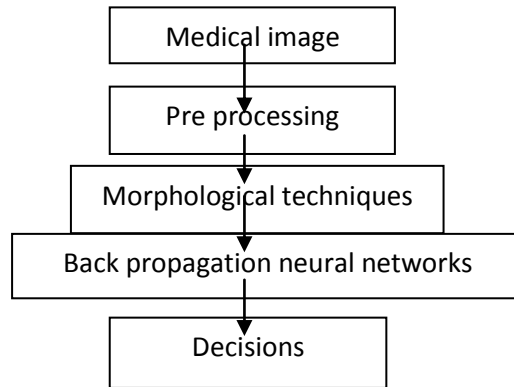 Medical image
Pre processing
Morphological techniques
Back propagation neural networks
Decisions